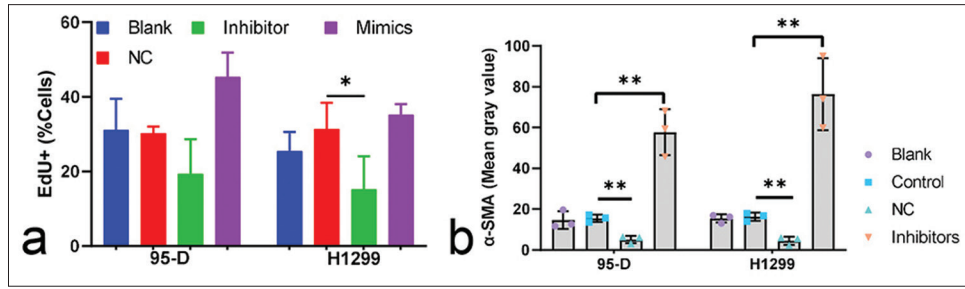 a
EdU+ (%Cells)
60
40
20
0
Blank
Inhibitor
Mimics
NC
*
95-D
H1299
b
α-SMA (Mean gray value)
100
80
60
40
20
0
**
**
**
**
95-D
H1299
Blank
Control
NC
Inhibitors